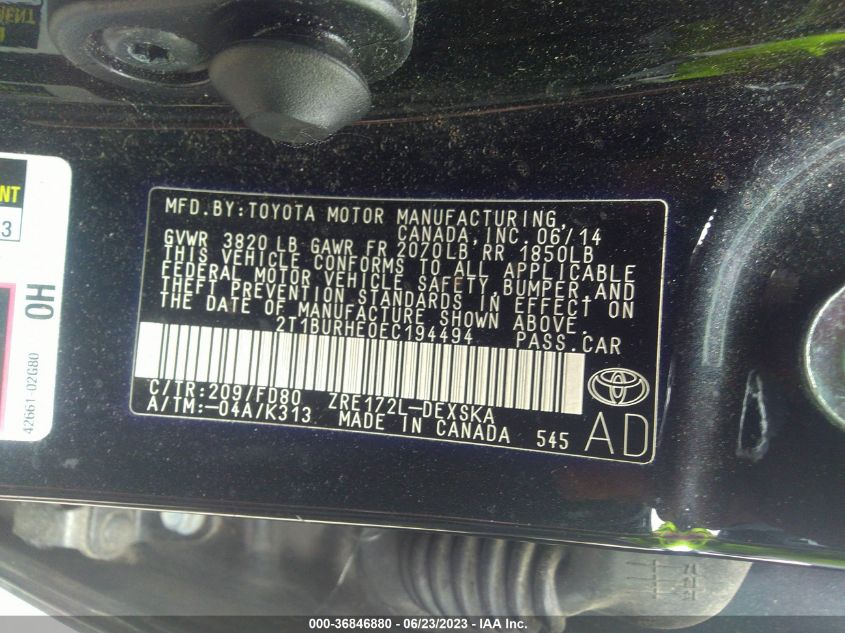 MFD.BY:TOYOTA MOTOR MANUFACTURING,
CANADA,INC. 06/14
GVWR 3820 LB GAWR FR 2070LB RR 1850LB
THIS VEHICLE CONFORMS TO ALL APPLICABLE
FEDERAL MOTOR VEHICLE SAFETY, BUMPER,AND
THEFT PREVENTION STANDARDS IN EFFECT ON
THE DATE OF MANUFACTURE SHOWN ABOVE.
2T1BURHE0EC194494 PASS.CAR
C/TR:209/FD80 ZRE172L-DEXSKA
A/TM:-04A/K313 MADE IN CANADA 545
AD
NT
3
OH
42661-02G80
000-36846880 - 06/23/2023 - IAA Inc.